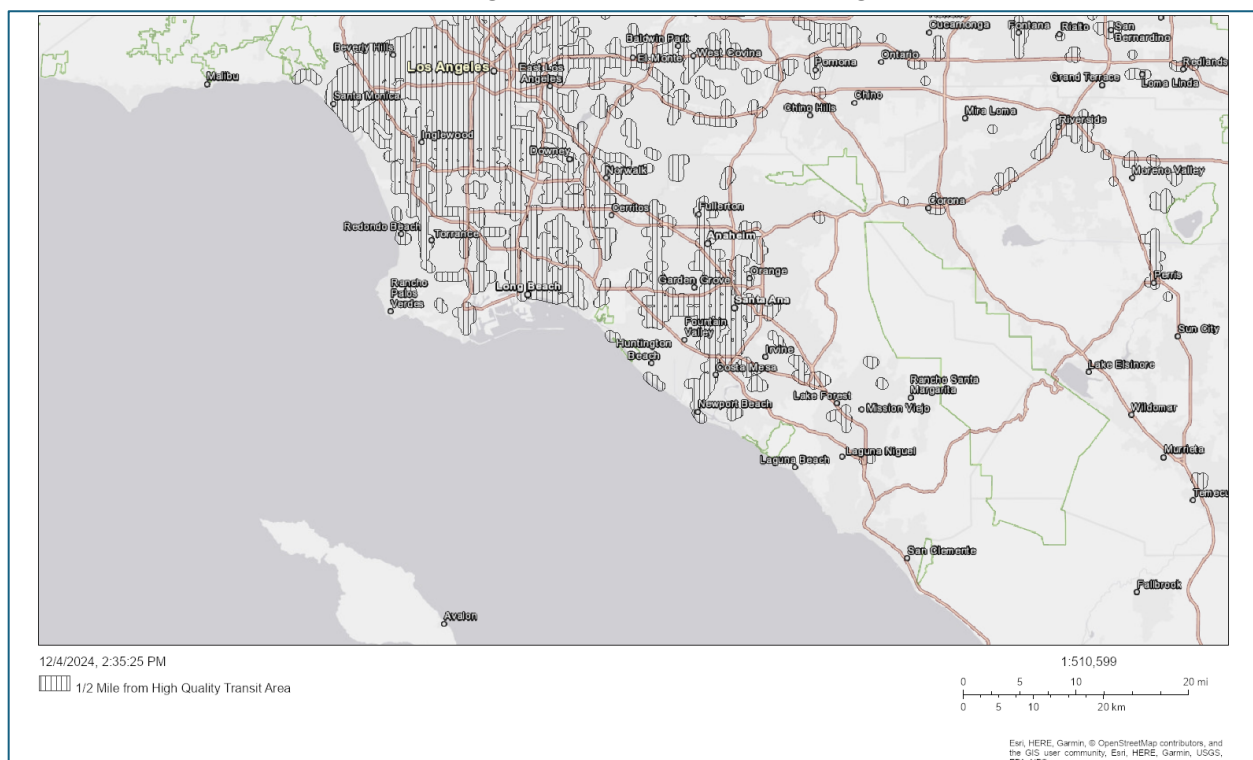 Cucamonga
Fontana
Rialto
San
Bernardino
Baldwin Park
Beverly Hills
West Covina
El Monte
Los Angeles
East Los
Angeles
Pomona
Ontario
Redlands
Grand Terrace
Loma Linda
Malibu
Santa Monica
Chino
Chino Hills
Mira Loma
Riverside
Inglewood
Downey
Norwalk
Moreno Valley
Cerritos
Fullerton
Corona
Redondo Beach
Torrance
Anaheim
Orange
Perris
Rancho
Palos
Verdes
Long Beach
Garden Grove
Santa Ana
Fountain
Valley
Sun City
Huntington
Beach
Irvine
Costa Mesa
Lake Elsinore
Rancho Santa
Margarita
Lake Forest
Mission Viejo
Newport Beach
Wildomar
Laguna Beach
Laguna Niguel
Murrieta
Temecu
San Clemente
Fallbrook
Avalon
12/4/2024, 2:35:25 PM
1/2 Mile from High Quality Transit Area
1:510,599
0 5 10 20 mi
0 5 10 20 km
Esri, HERE, Garmin, © OpenStreetMap contributors, and
the GIS user community, Esri, HERE, Garmin, USGS,